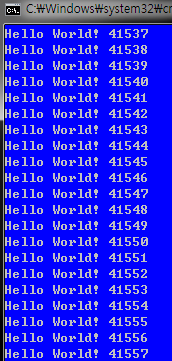 C:₩Windows₩system32₩c
Hello World! 41537
Hello World! 41538
Hello World! 41539
Hello World! 41540
Hello World! 41541
Hello World! 41542
Hello World! 41543
Hello World! 41544
Hello World! 41545
Hello World! 41546
Hello World! 41547
Hello World! 41548
Hello World! 41549
Hello World! 41550
Hello World! 41551
Hello World! 41552
Hello World! 41553
Hello World! 41554
Hello World! 41555
Hello World! 41556
Hello World! 41557